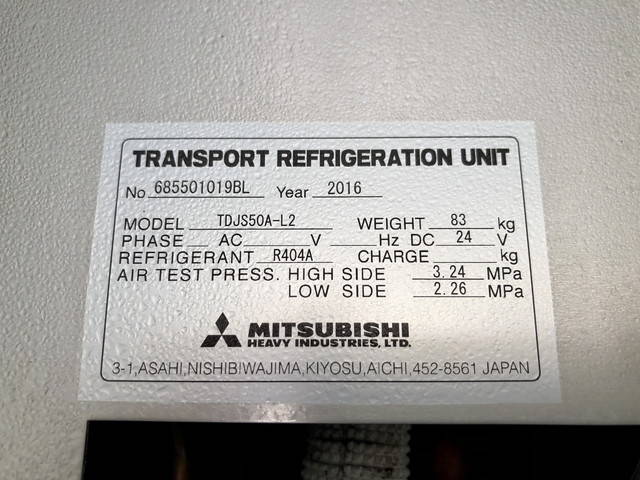 TRANSPORT REFRIGERATION UNIT
No 685501019BL Year 2016
MODEL TDJS50A-L2 WEIGHT 83 kg
PHASE AC V Hz DC 24 V
REFRIGERANT R404A CHARGE kg
AIR TEST PRESS. HIGH SIDE 3.24 MPa
LOW SIDE 2.26 MPa
MITSUBISHI
HEAVY INDUSTRIES, LTD.
3-1,ASAHI,NISHIBIWAJIMA,KIYOSU,AICHI,452-8561 JAPAN